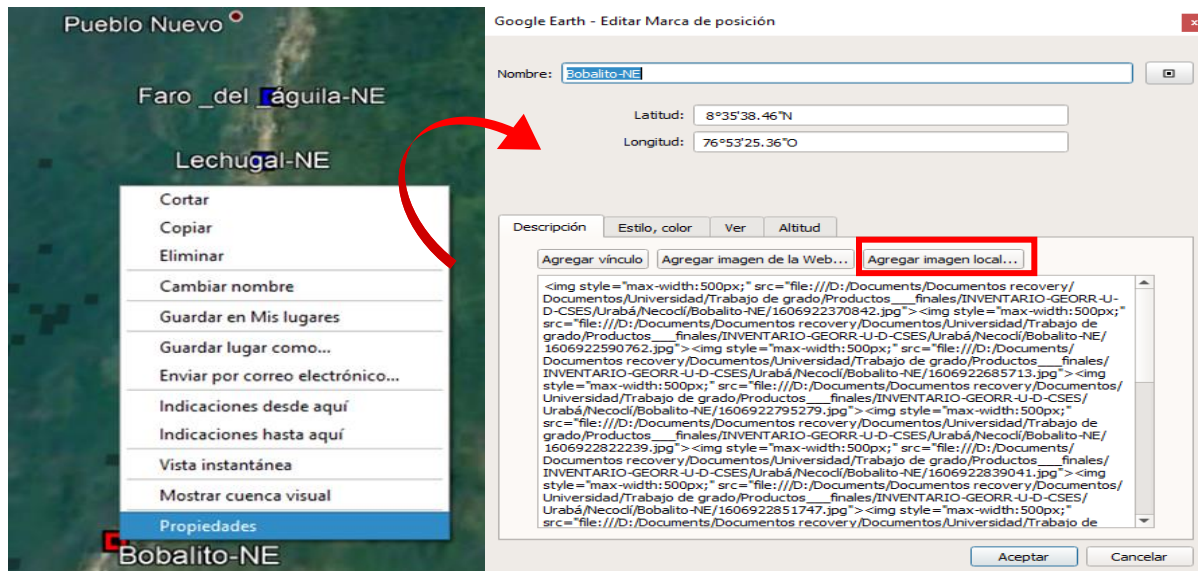 Pueblo Nuevo
Faro _del _águila-NE
Lechugal-NE
Cortar
Copiar
Eliminar
Cambiar nombre
Guardar en Mis lugares
Guardar lugar como...
Enviar por correo electrónico...
Indicaciones desde aquí
Indicaciones hasta aquí
Vista instantánea
Mostrar cuenca visual
Propiedades
Bobalito-NE
Google Earth - Editar Marca de posición
Nombre: Bobalito-NE
Latitud: 8°35'38.46"N
Longitud: 76°53'25.36"O
Descripción Estilo, color Ver Altitud
Agregar vínculo Agregar imagen de la Web... Agregar imagen local...
<img style="max-width:500px;" src="file:///D:/Documents/Documents recovery/
Documentos/Universidad/Trabajo de grado/Productos___finales/INVENTARIO-GEORR-U-
D-CSES/Urabá/Necoclí/Bobalito-NE/1606922370842.jpg"><img style="max-width:500px;"
src="file:///D:/Documents/Documents recovery/Documentos/Universidad/Trabajo de
grado/Productos___finales/INVENTARIO-GEORR-U-D-CSES/Urabá/Necoclí/Bobalito-NE/
1606922590762.jpg"><img style="max-width:500px;" src="file:///D:/Documents/
Documents recovery/Documentos/Universidad/Trabajo de grado/Productos___finales/
INVENTARIO-GEORR-U-D-CSES/Urabá/Necoclí/Bobalito-NE/1606922685713.jpg"><img
style="max-width:500px;" src="file:///D:/Documents/Documents recovery/Documentos/
Universidad/Trabajo de grado/Productos___finales/INVENTARIO-GEORR-U-D-CSES/
Urabá/Necoclí/Bobalito-NE/1606922795279.jpg"><img style="max-width:500px;"
src="file:///D:/Documents/Documents recovery/Documentos/Universidad/Trabajo de
grado/Productos___finales/INVENTARIO-GEORR-U-D-CSES/Urabá/Necoclí/Bobalito-NE/
1606922822239.jpg"><img style="max-width:500px;" src="file:///D:/Documents/
Documents recovery/Documentos/Universidad/Trabajo de grado/Productos___finales/
INVENTARIO-GEORR-U-D-CSES/Urabá/Necoclí/Bobalito-NE/1606922839041.jpg"><img
style="max-width:500px;" src="file:///D:/Documents/Documents recovery/Documentos/
Universidad/Trabajo de grado/Productos___finales/INVENTARIO-GEORR-U-D-CSES/
Urabá/Necoclí/Bobalito-NE/1606922851747.jpg"><img style="max-width:500px;"
src="file:///D:/Documents/Documents recovery/Documentos/Universidad/Trabajo de
Aceptar Cancelar